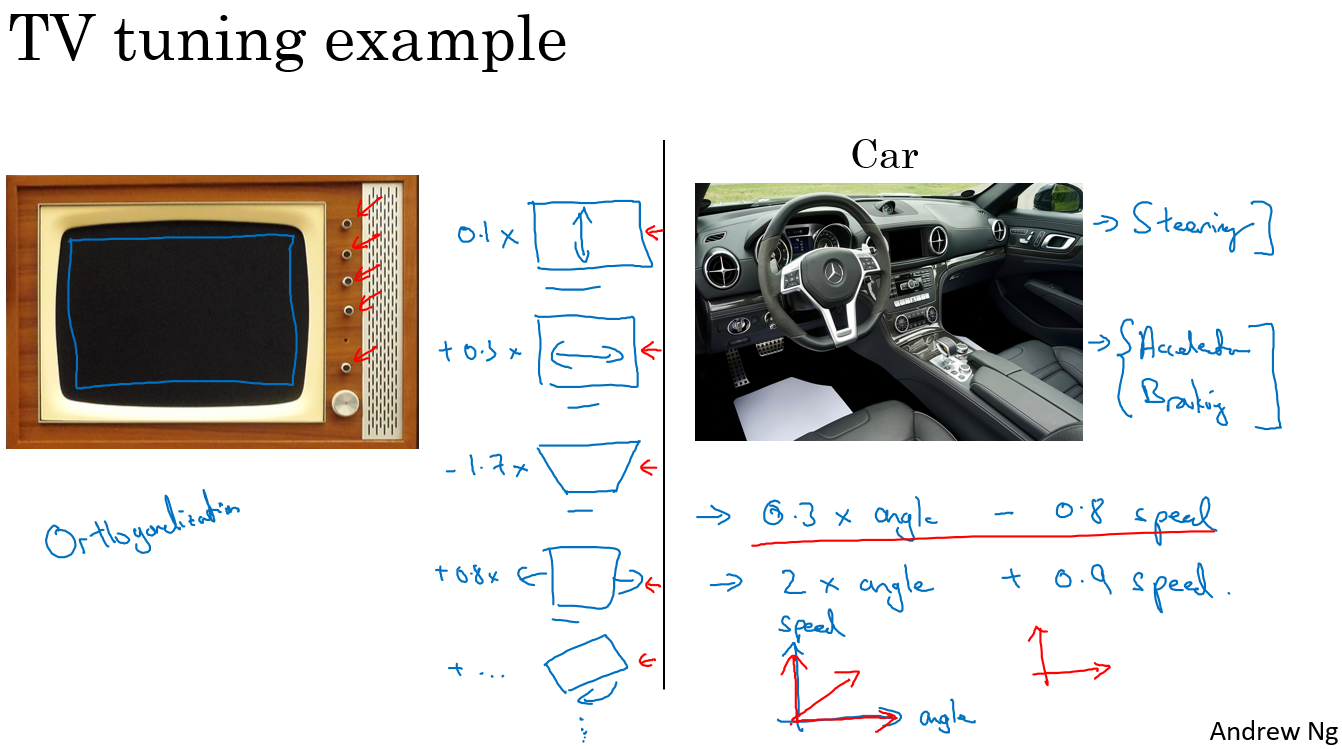 TV tuning example
0.1 x
+ 0.3 x
- 1.7 x
+ 0.8 x
+ ...
Orthogonalization
Car
→ Steering
→ { Acceleration
Braking
→ 0.3 x angle - 0.8 speed
→ 2 x angle + 0.9 speed.
speed
angle
Andrew Ng